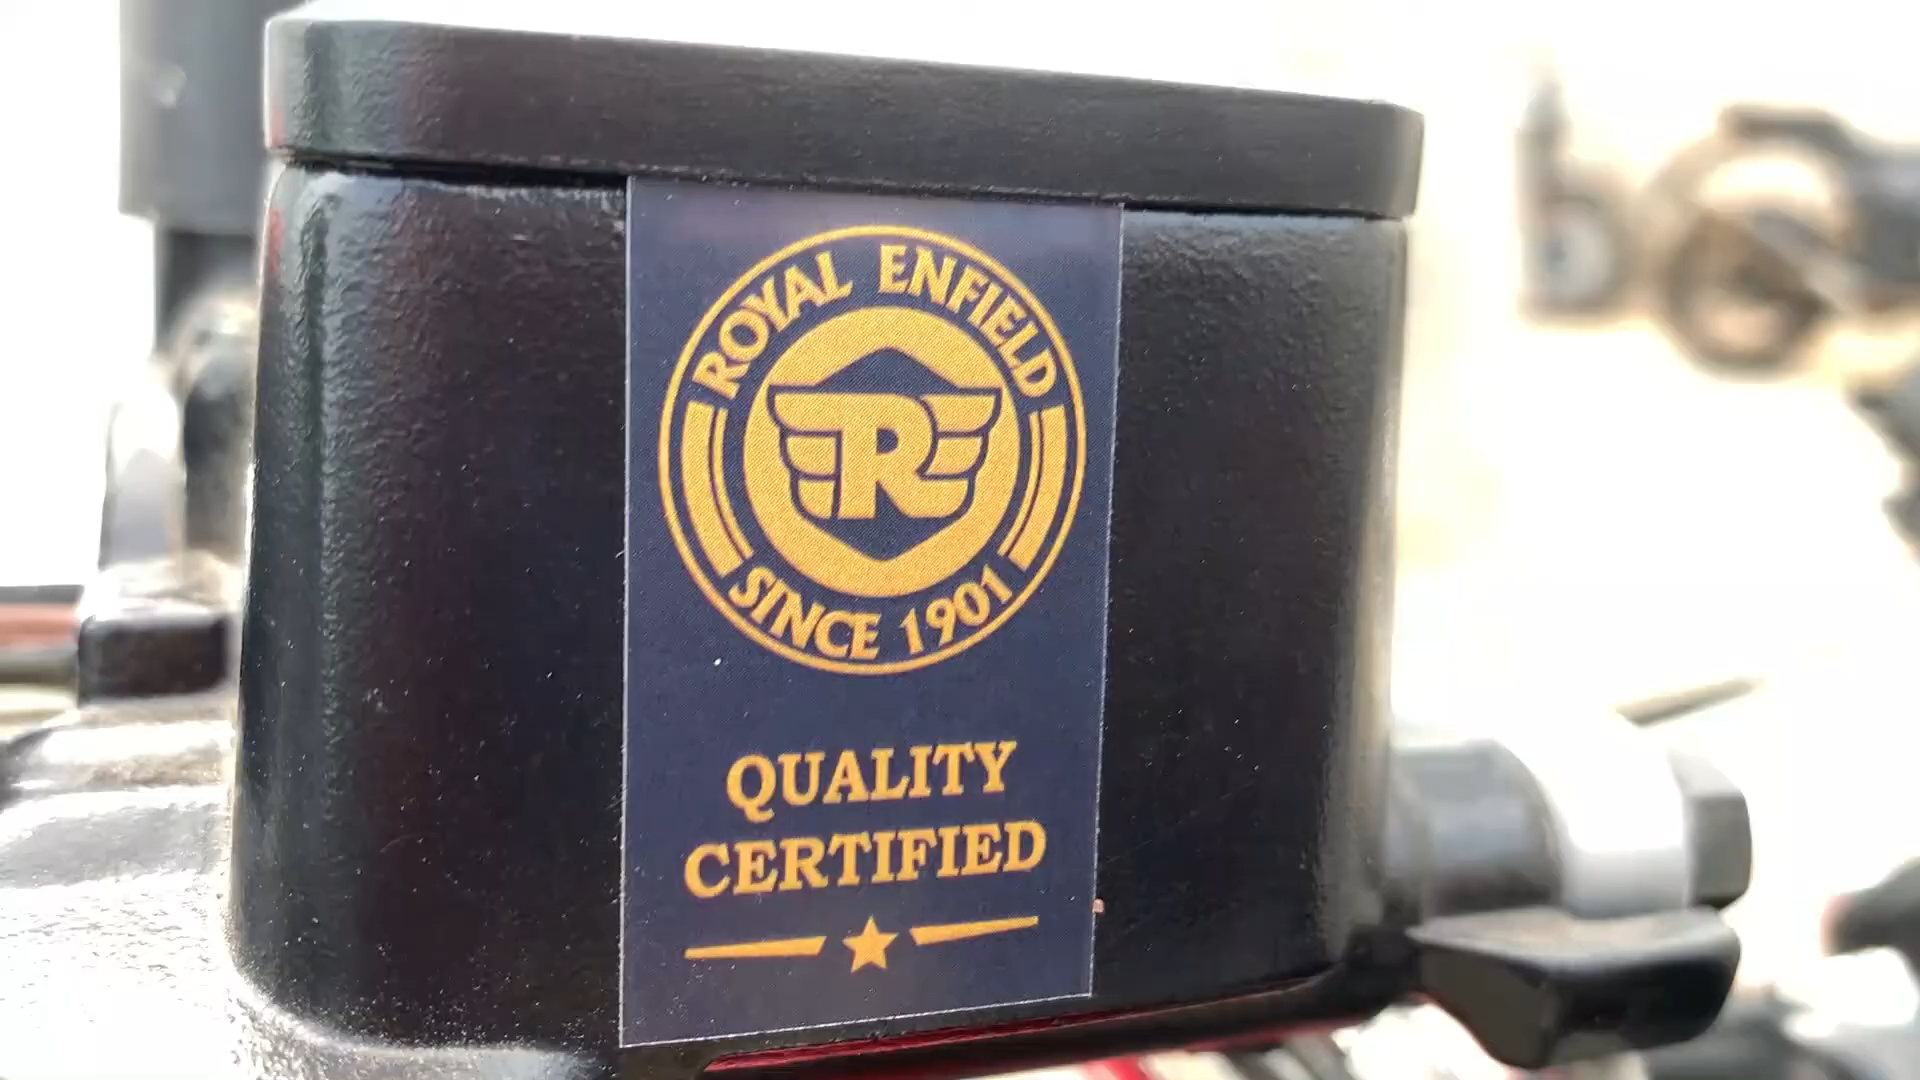 ROYAL ENFIELD
R
SINCE 1901
QUALITY
CERTIFIED